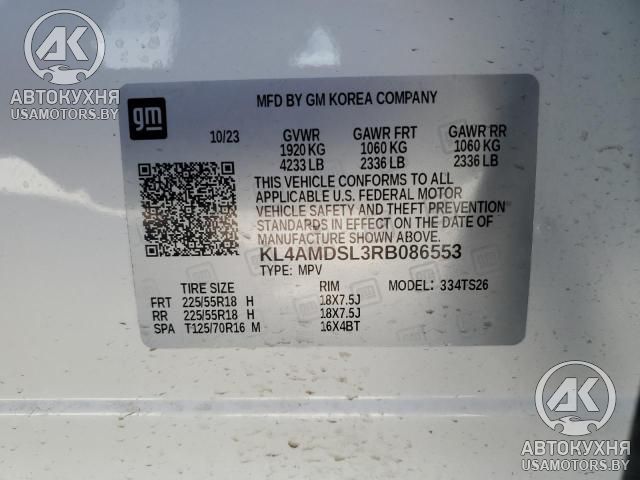 AK
АВТОКУХНЯ
USAMOTORS.BY
gm
MFD BY GM KOREA COMPANY
10/23 GVWR GAWR FRT GAWR RR
1920 KG 1060 KG 1060 KG
4233 LB 2336 LB 2336 LB
THIS VEHICLE CONFORMS TO ALL
APPLICABLE U.S. FEDERAL MOTOR
VEHICLE SAFETY AND THEFT PREVENTION
STANDARDS IN EFFECT ON THE DATE OF
MANUFACTURE SHOWN ABOVE.
KL4AMDSL3RB086553
TYPE: MPV MODEL: 334TS26
TIRE SIZE RIM
FRT 225/55R18 H 18X7.5J
RR 225/55R18 H 18X7.5J
SPA T125/70R16 M 16X4BT
AK
АВТОКУХНЯ
USAMOTORS.BY